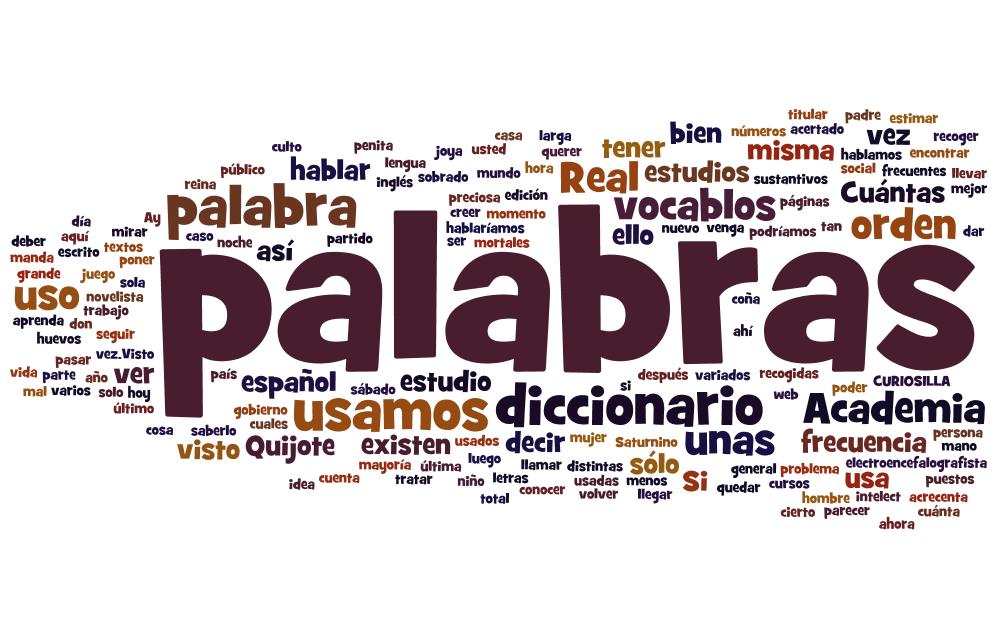 titular padre estimar
culto penita casa larga bien números acertado vez recoger
público joya usted querer tener misma hablamos encontrar
reina hablar lengua inglés sobrado mundo hora Real estudios sustantivos social frecuentes llevar
palabra preciosa edición vocablos páginas Cuántas mejor
día Ay creer momento
deber aquí mirar caso noche así partido hablaríamos ello nuevo venga podríamos tan orden dar
manda escrito textos ser mortales
grande juego poner
uso sola palabras coña
novelista
aprenda don trabajo ahí
huevos seguir
pasar vez.Visto
vida parte año ver país español sábado estudio si después variados recogidas poder CURIOSILLA
mal varios solo hoy web
último gobierno usamos diccionario Academia
cosa saberlo cuales
visto Quijote existen usados decir mujer Saturnino unas frecuencia persona mano
mayoría última luego llamar distintas sólo general problema electroencefalografista
idea cuenta tratar niño letras usadas menos Si quedar cursos usa puestos
total conocer volver llegar hombre intelect acrecenta
cierto parecer cuánta
ahora